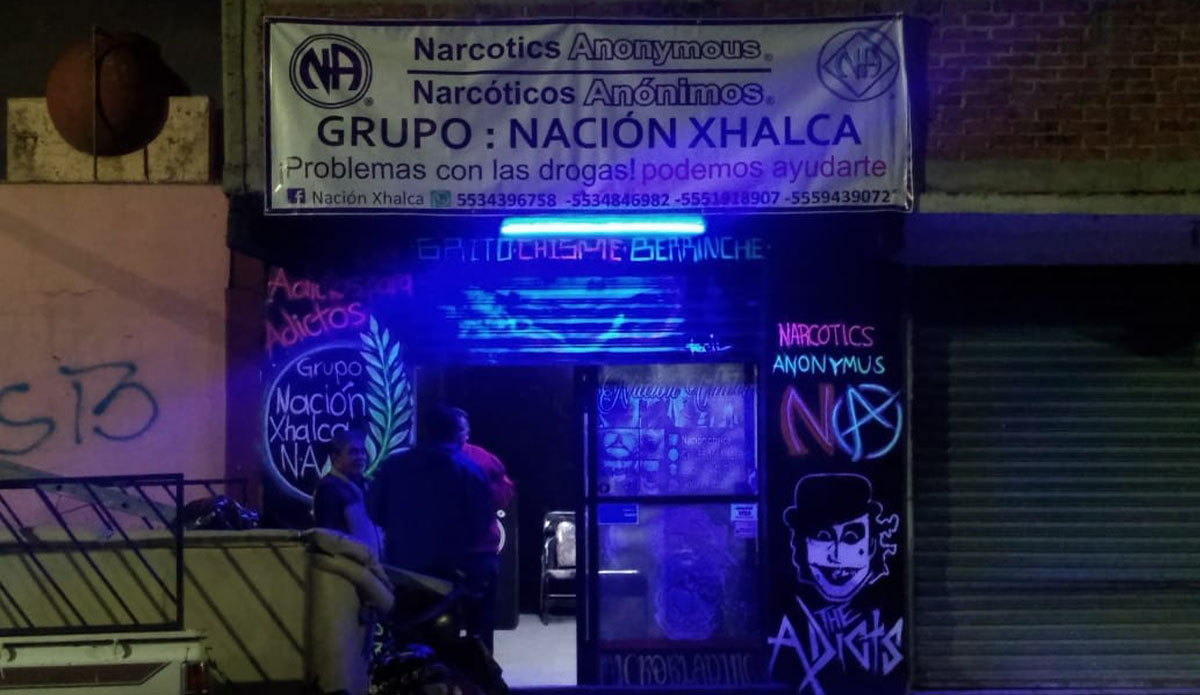 NA
Narcotics Anonymous®
Narcóticos Anónimos®
GRUPO : NACIÓN XHALCA
¡Problemas con las drogas! podemos ayudarte
Nación Xhalca 5534396758 -5534846982 -5551918907 -5559439072
GRITO·CHISME·BERRINCHE·
Adictos
Grupo
Nación
Xhalca
N·A
NARCOTICS
ANONYMUS
NA
THE
ADICTS
MICROBLADING